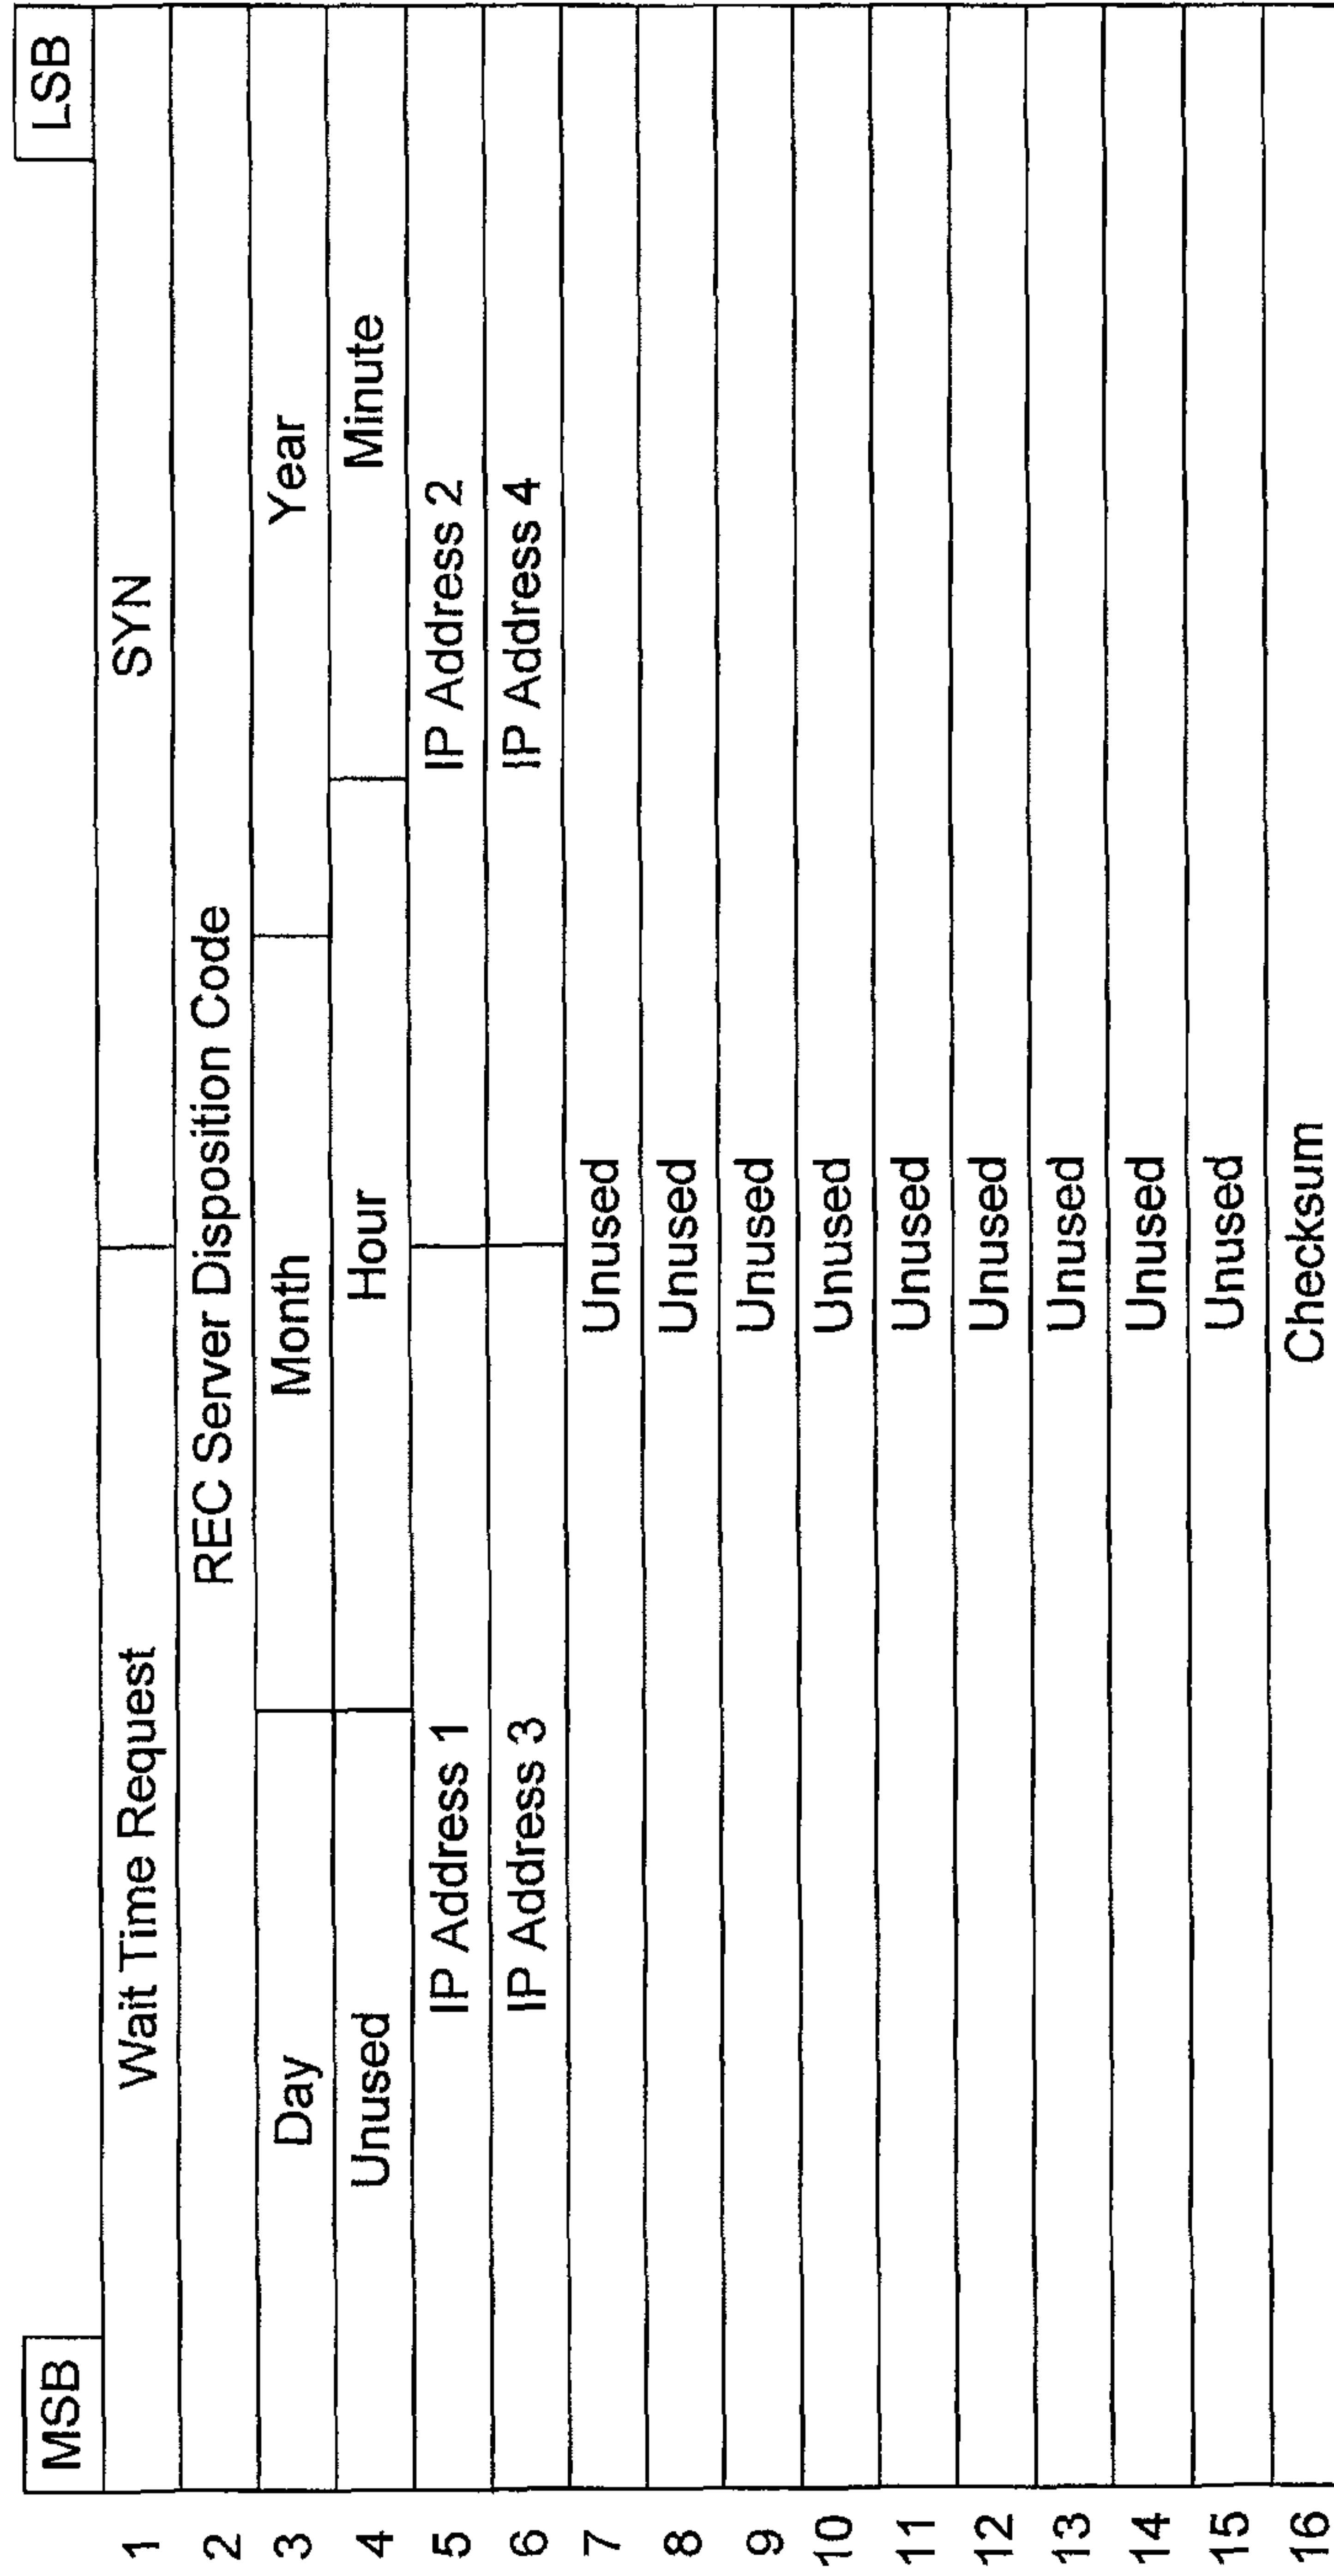 MSB LSB
1 Wait Time Request SYN
2 REC Server Disposition Code
3 Day Month Year
4 Unused Hour Minute
5 IP Address 1 IP Address 2
6 IP Address 3 IP Address 4
7 Unused
8 Unused
9 Unused
10 Unused
11 Unused
12 Unused
13 Unused
14 Unused
15 Unused
16 Checksum